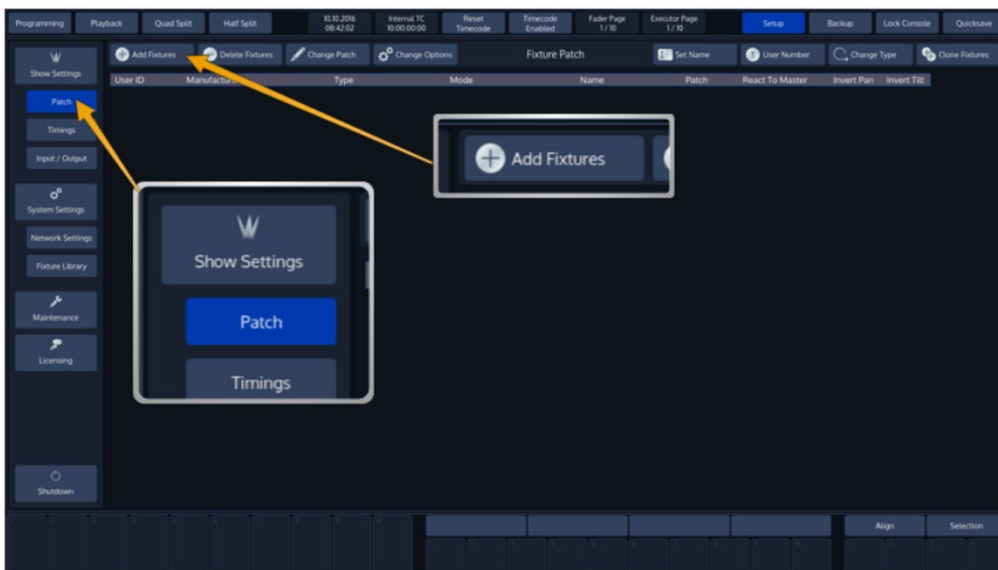 Programming Playback Quad Split Half Split 10.10.2016 Internal TC Reset Timecode Fader Page Executor Page Setup Backup Lock Console Quicksave
08:42:02 10:00:00:00 Timecode Enabled 1 / 10 1 / 10
Show Settings
Patch
Timings
Input / Output
System Settings
Network Settings
Fixture Library
Maintenance
Licensing
Shutdown
Add Fixtures Delete Fixtures Change Patch Change Options Fixture Patch Set Name User Number Change Type Clone Fixtures
User ID Manufactur Type Mode Name Patch React To Master Invert Pan Invert Tilt
Add Fixtures
Show Settings
Patch
Timings
Align Selection